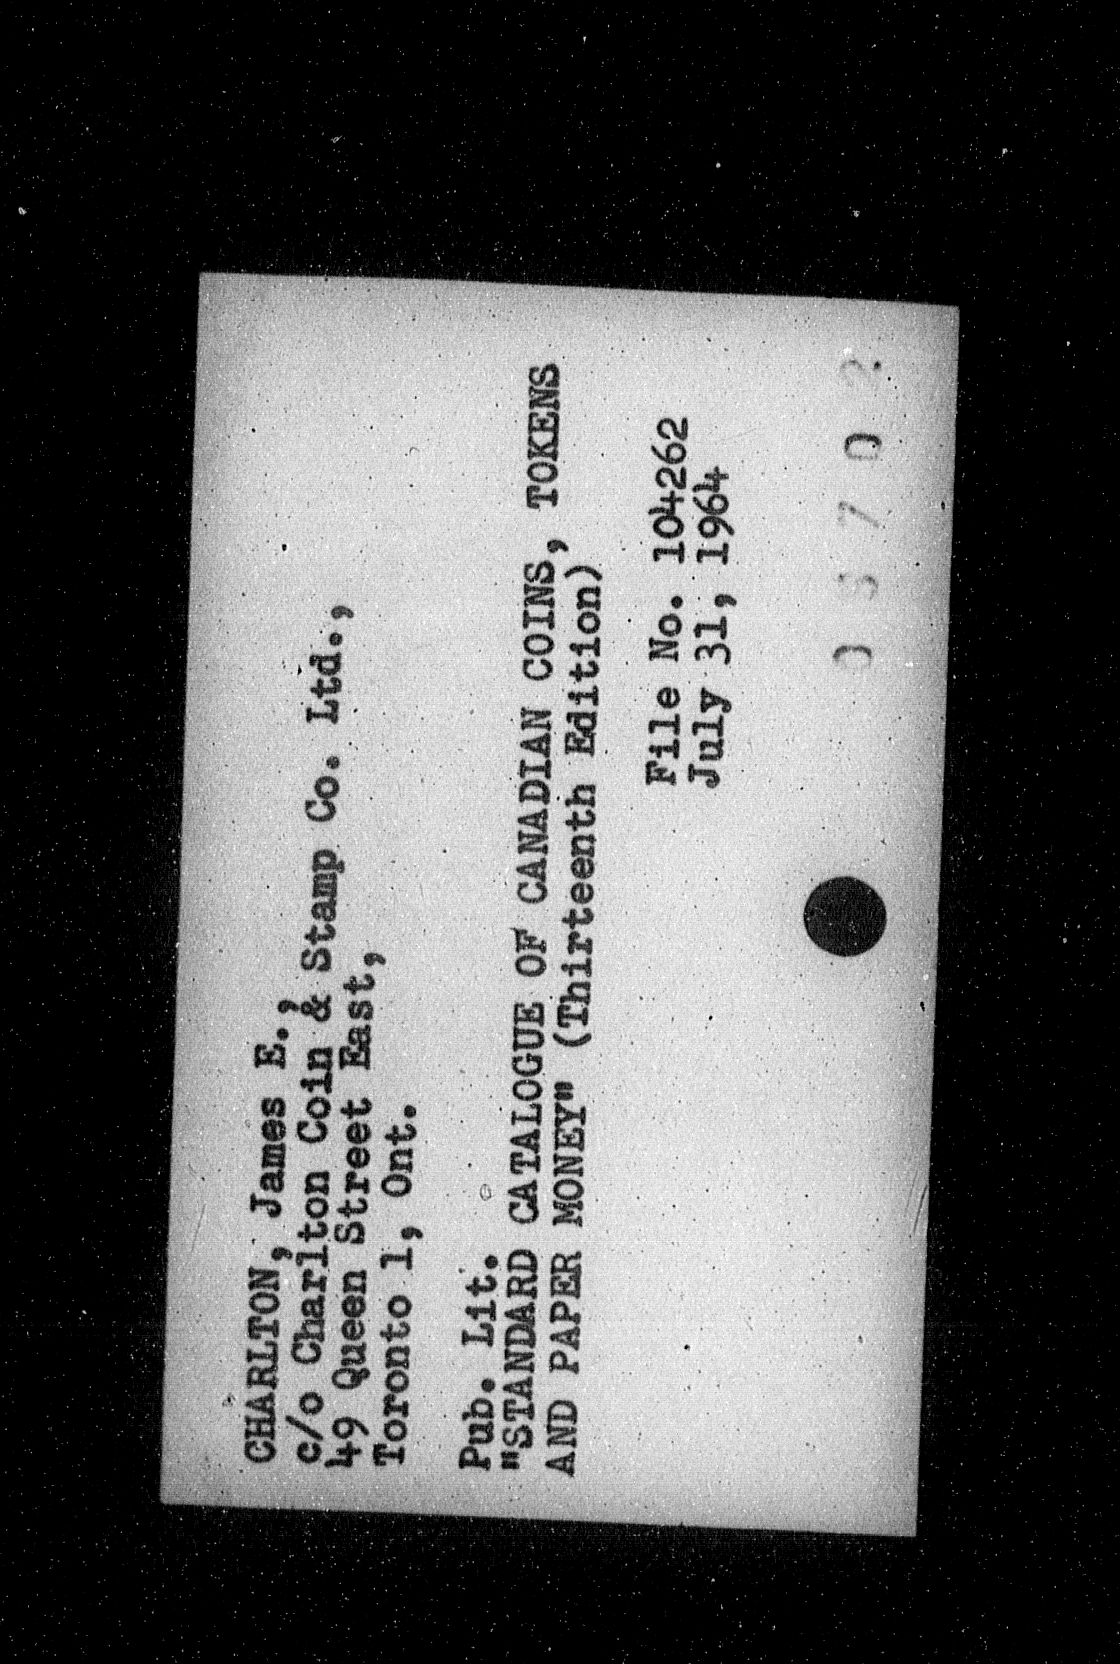 CHARLTON, James E.,
c/o Charlton Coin & Stamp Co. Ltd.,
49 Queen Street East,
Toronto 1, Ont.
Pub. Lit.
"STANDARD CATALOGUE OF CANADIAN COINS, TOKENS
AND PAPER MONEY" (Thirteenth Edition)
File No. 104262
July 31, 1964